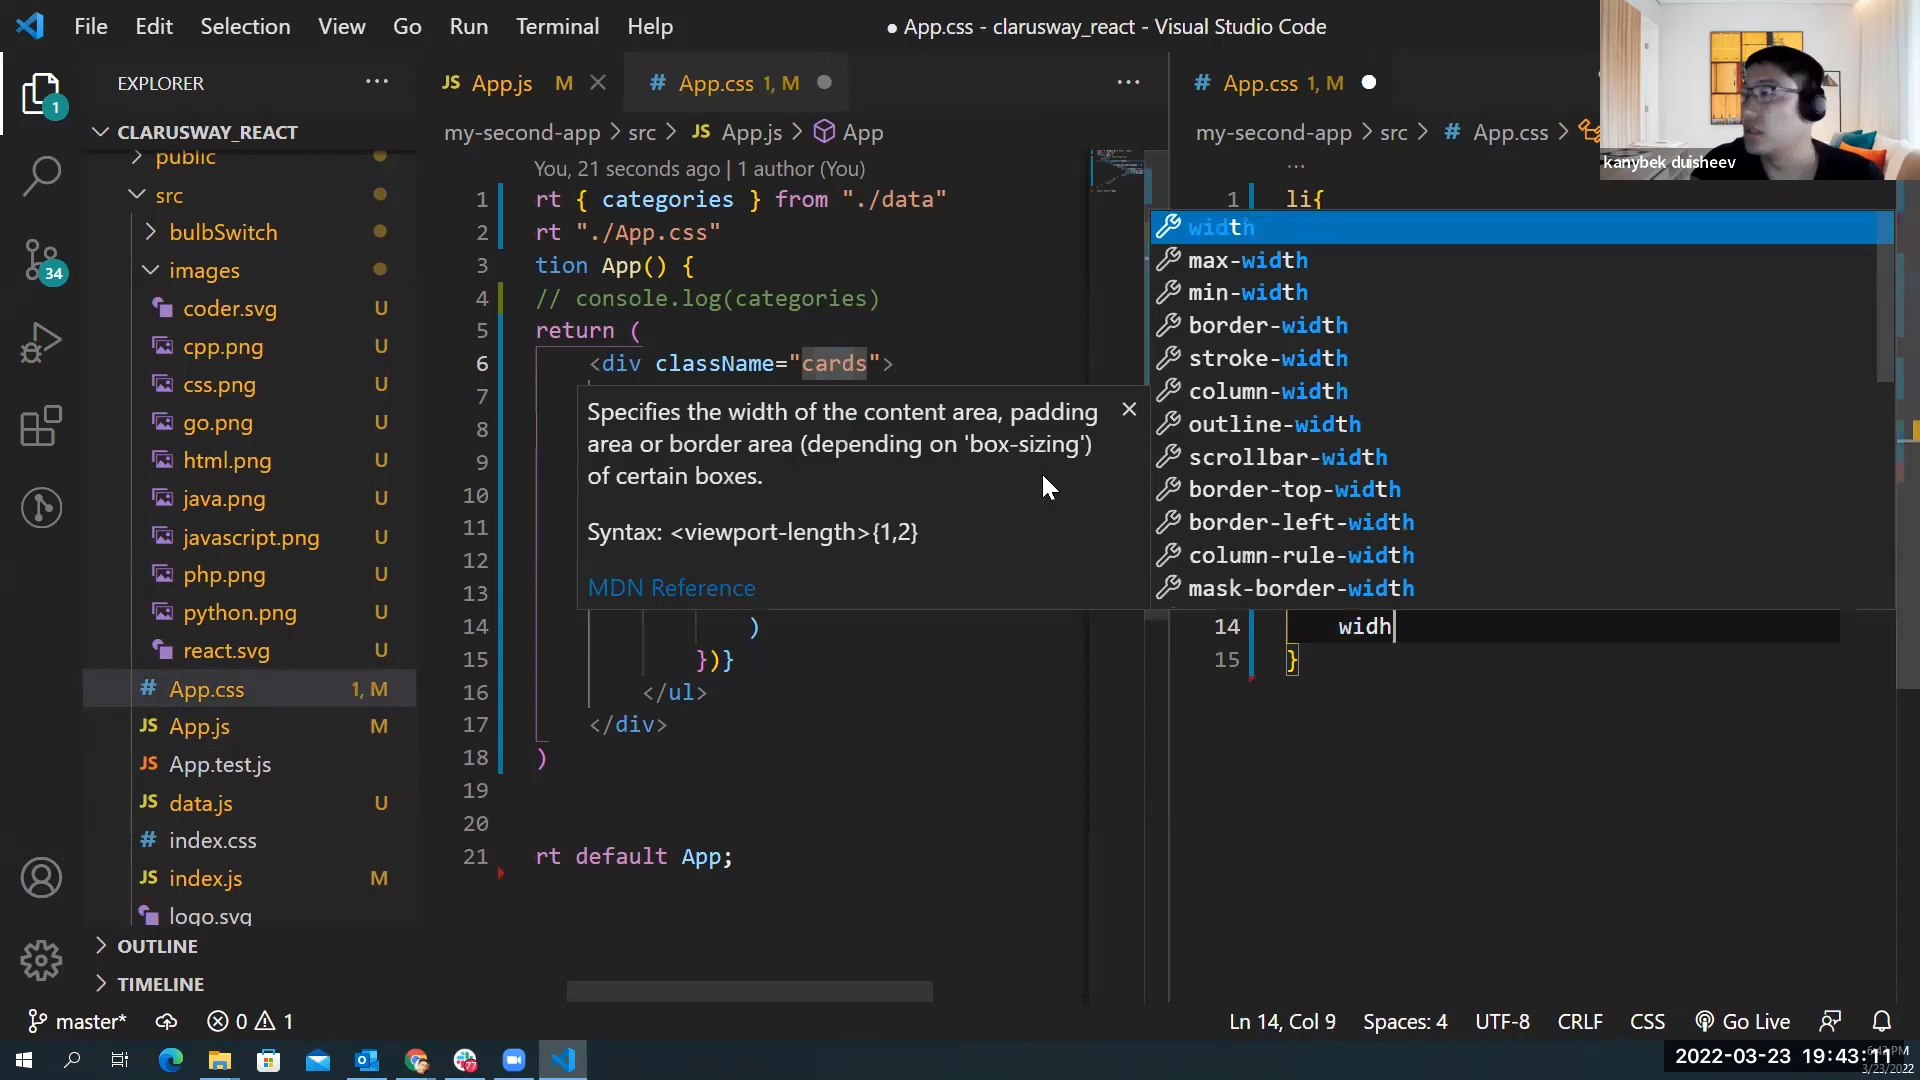 File Edit Selection View Go Run Terminal Help
● App.css - clarusway_react - Visual Studio Code
kanybek duisheev
EXPLORER
CLARUSWAY_REACT
public
src
bulbSwitch
images
coder.svg U
cpp.png U
css.png U
go.png U
html.png U
java.png U
javascript.png U
php.png U
python.png U
react.svg U
# App.css 1, M
JS App.js M
JS App.test.js
JS data.js U
# index.css
JS index.js M
logo.svg
OUTLINE
TIMELINE
1
34
JS App.js M
# App.css 1, M
my-second-app > src > JS App.js > App
You, 21 seconds ago | 1 author (You)
1 rt { categories } from "./data"
2 rt "./App.css"
3 tion App() {
4 // console.log(categories)
5 return (
6 <div className="cards">
7
8
9
10
11
12
13
14 )
15 })}
16 </ul>
17 </div>
18 )
19
20
21 rt default App;
Specifies the width of the content area, padding
area or border area (depending on 'box-sizing')
of certain boxes.
Syntax: <viewport-length>{1,2}
MDN Reference
# App.css 1, M
my-second-app > src > # App.css >
1 li{
width
max-width
min-width
border-width
stroke-width
column-width
outline-width
scrollbar-width
border-top-width
border-left-width
column-rule-width
mask-border-width
14 widh
15 }
master* 0 1
Ln 14, Col 9 Spaces: 4 UTF-8 CRLF CSS Go Live
77
2022-03-23 19:43:11
3/23/2022